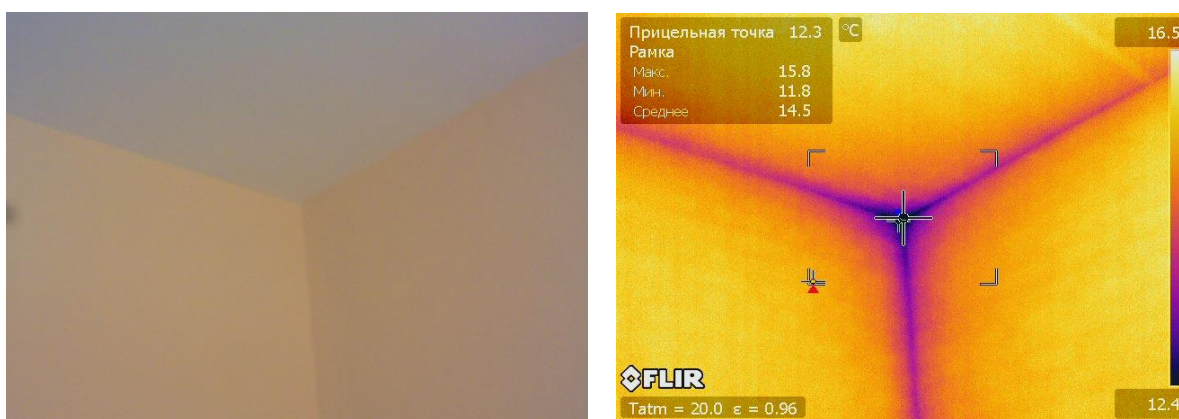 Прицельная точка 12.3 °C
Рамка
Макс. 15.8
Мин. 11.8
Среднее 14.5
16.5
FLIR
Tatm = 20.0 ε = 0.96
12.4